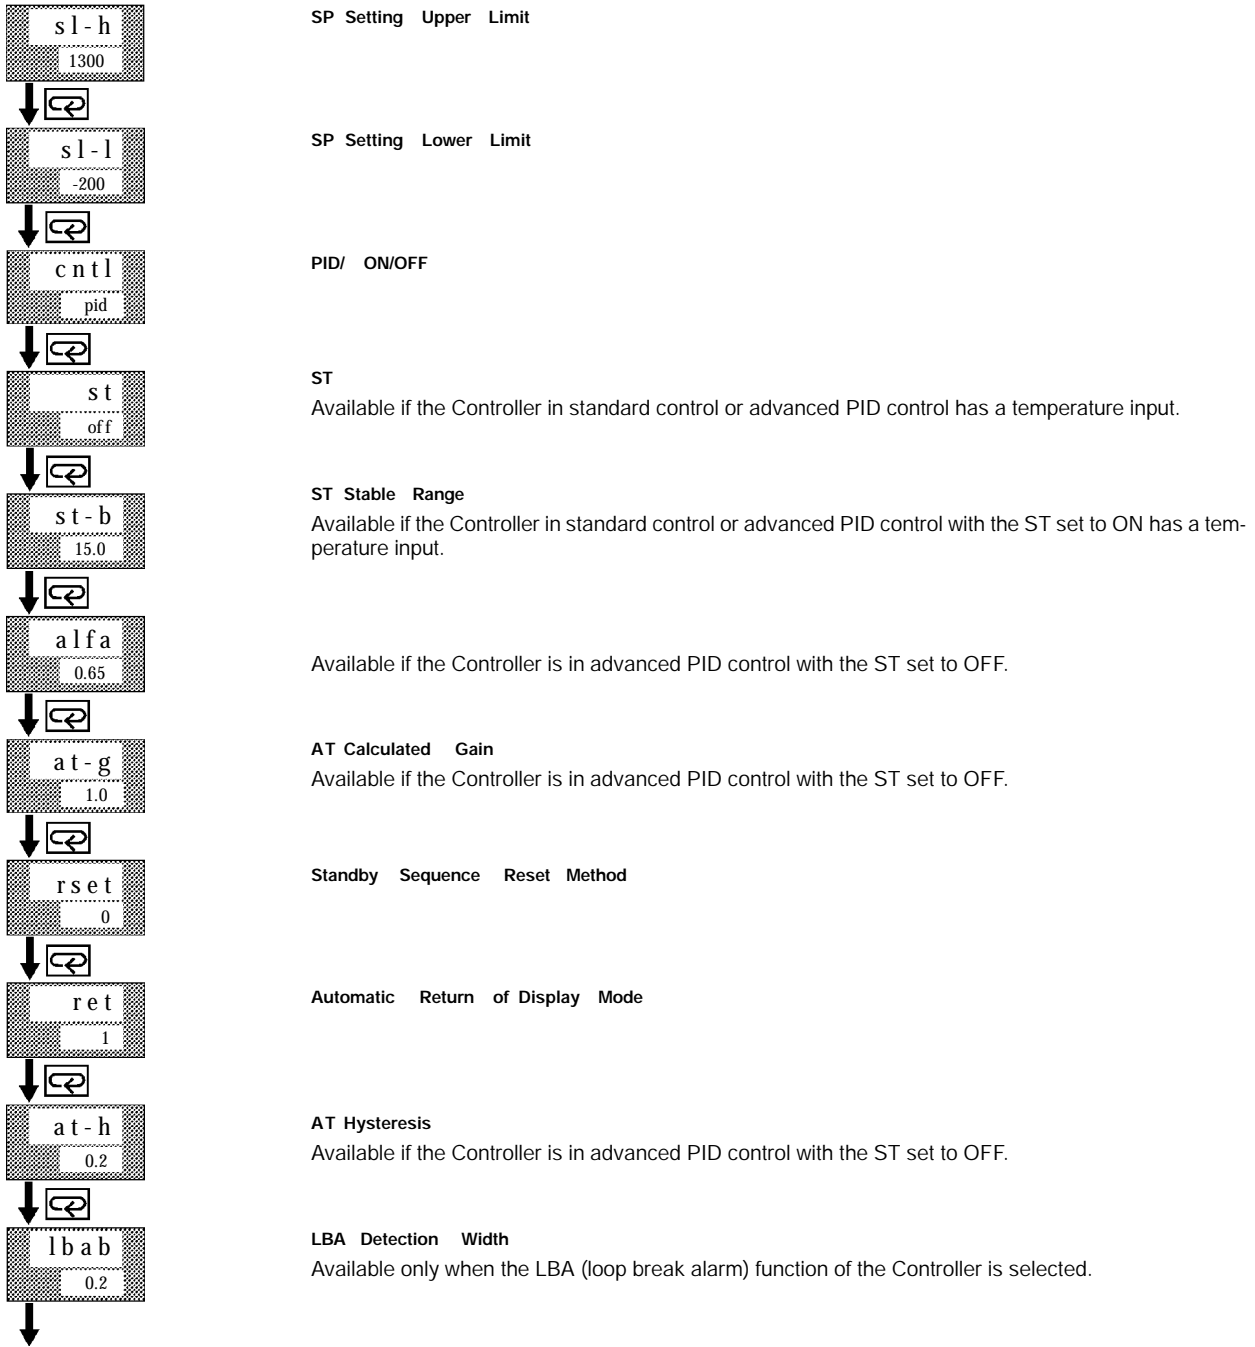 sl-h
SP Setting Upper Limit
1300
sl-l
SP Setting Lower Limit
-200
cntl
PID/ ON/OFF
pid
st
ST
off
Available if the Controller in standard control or advanced PID control has a temperature input.
st-b
ST Stable Range
15.0
Available if the Controller in standard control or advanced PID control with the ST set to ON has a tem-
perature input.
alfa
0.65
Available if the Controller is in advanced PID control with the ST set to OFF.
at-g
AT Calculated Gain
1.0
Available if the Controller is in advanced PID control with the ST set to OFF.
rset
Standby Sequence Reset Method
0
ret
Automatic Return of Display Mode
1
at-h
AT Hysteresis
0.2
Available if the Controller is in advanced PID control with the ST set to OFF.
lbab
LBA Detection Width
0.2
Available only when the LBA (loop break alarm) function of the Controller is selected.